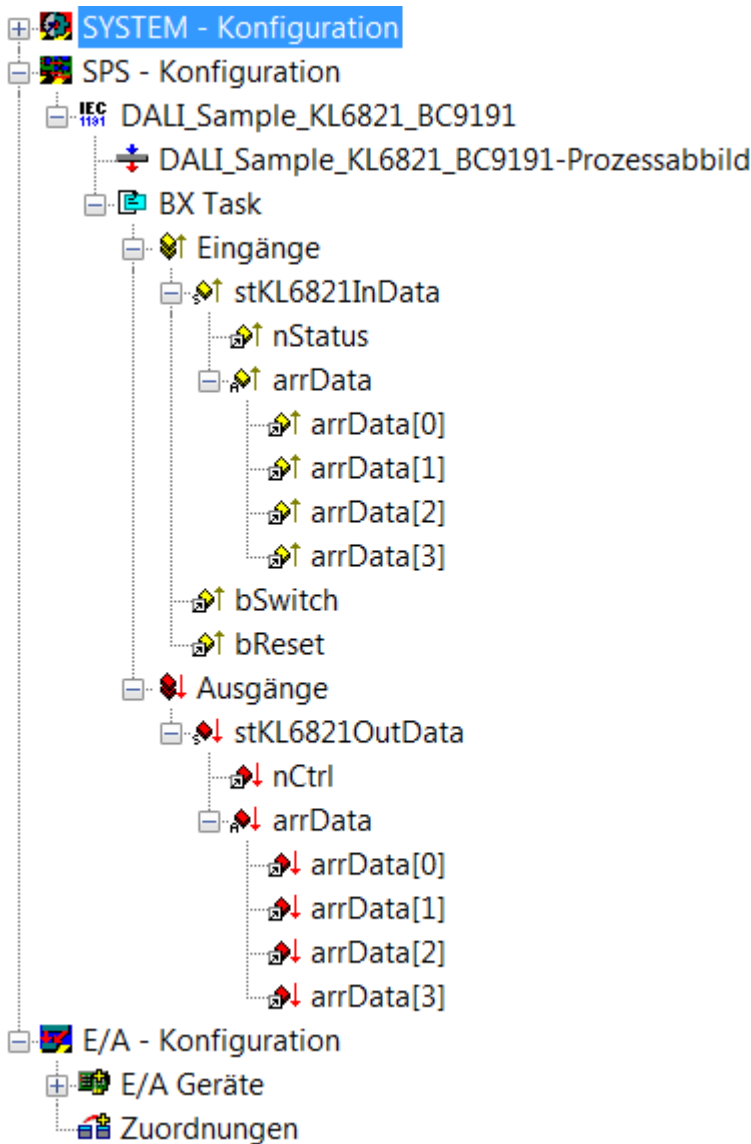 SYSTEM - Konfiguration
SPS - Konfiguration
IEC 1131 DALI_Sample_KL6821_BC9191
DALI_Sample_KL6821_BC9191-Prozessabbild
BX Task
Eingänge
stKL6821InData
nStatus
arrData
arrData[0]
arrData[1]
arrData[2]
arrData[3]
bSwitch
bReset
Ausgänge
stKL6821OutData
nCtrl
arrData
arrData[0]
arrData[1]
arrData[2]
arrData[3]
E/A - Konfiguration
E/A Geräte
Zuordnungen